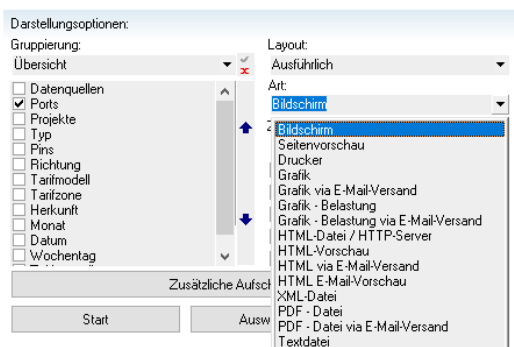 Darstellungsoptionen:
Gruppierung:
Übersicht
Datenquellen
Ports
Projekte
Typ
Pins
Richtung
Tarifmodell
Tarifzone
Herkunft
Monat
Datum
Wochentag
Zusätzliche Aufsch
Start
Ausw
Layout:
Ausführlich
Art:
Bildschirm
Bildschirm
Seitenvorschau
Drucker
Grafik
Grafik via E-Mail-Versand
Grafik - Belastung
Grafik - Belastung via E-Mail-Versand
HTML-Datei / HTTP-Server
HTML-Vorschau
HTML via E-Mail-Versand
HTML E-Mail-Vorschau
XML-Datei
PDF - Datei
PDF - Datei via E-Mail-Versand
Textdatei